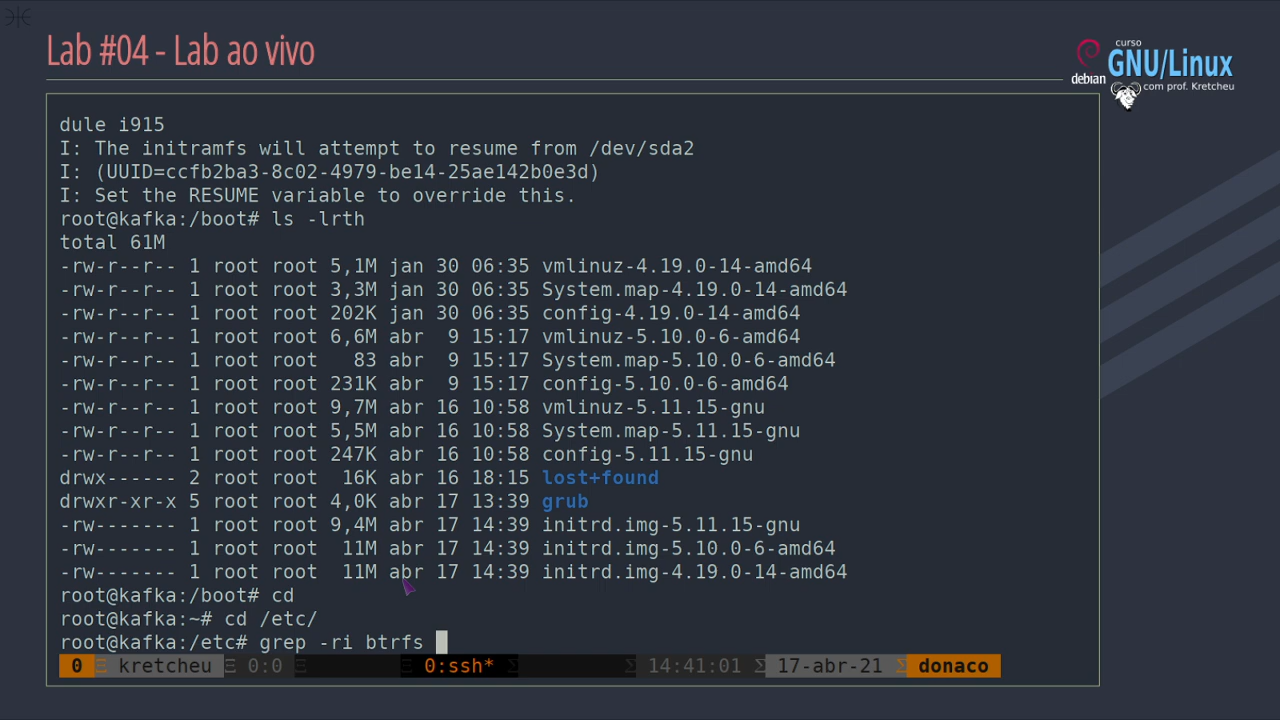 Lab #04 - Lab ao vivo
curso
GNU/Linux
debian
com prof. Kretcheu
dule i915
I: The initramfs will attempt to resume from /dev/sda2
I: (UUID=ccfb2ba3-8c02-4979-be14-25ae142b0e3d)
I: Set the RESUME variable to override this.
root@kafka:/boot# ls -lrth
total 61M
-rw-r--r-- 1 root root 5,1M jan 30 06:35 vmlinuz-4.19.0-14-amd64
-rw-r--r-- 1 root root 3,3M jan 30 06:35 System.map-4.19.0-14-amd64
-rw-r--r-- 1 root root 202K jan 30 06:35 config-4.19.0-14-amd64
-rw-r--r-- 1 root root 6,6M abr  9 15:17 vmlinuz-5.10.0-6-amd64
-rw-r--r-- 1 root root   83 abr  9 15:17 System.map-5.10.0-6-amd64
-rw-r--r-- 1 root root 231K abr  9 15:17 config-5.10.0-6-amd64
-rw-r--r-- 1 root root 9,7M abr 16 10:58 vmlinuz-5.11.15-gnu
-rw-r--r-- 1 root root 5,5M abr 16 10:58 System.map-5.11.15-gnu
-rw-r--r-- 1 root root 247K abr 16 10:58 config-5.11.15-gnu
drwx------ 2 root root  16K abr 16 18:15 lost+found
drwxr-xr-x 5 root root 4,0K abr 17 13:39 grub
-rw------- 1 root root 9,4M abr 17 14:39 initrd.img-5.11.15-gnu
-rw------- 1 root root  11M abr 17 14:39 initrd.img-5.10.0-6-amd64
-rw------- 1 root root  11M abr 17 14:39 initrd.img-4.19.0-14-amd64
root@kafka:/boot# cd
root@kafka:~# cd /etc/
root@kafka:/etc# grep -ri btrfs
0 Ξ kretcheu Ξ 0:0 Ξ Σ 0:ssh* Σ Σ 14:41:01 Σ 17-abr-21 Σ donaco